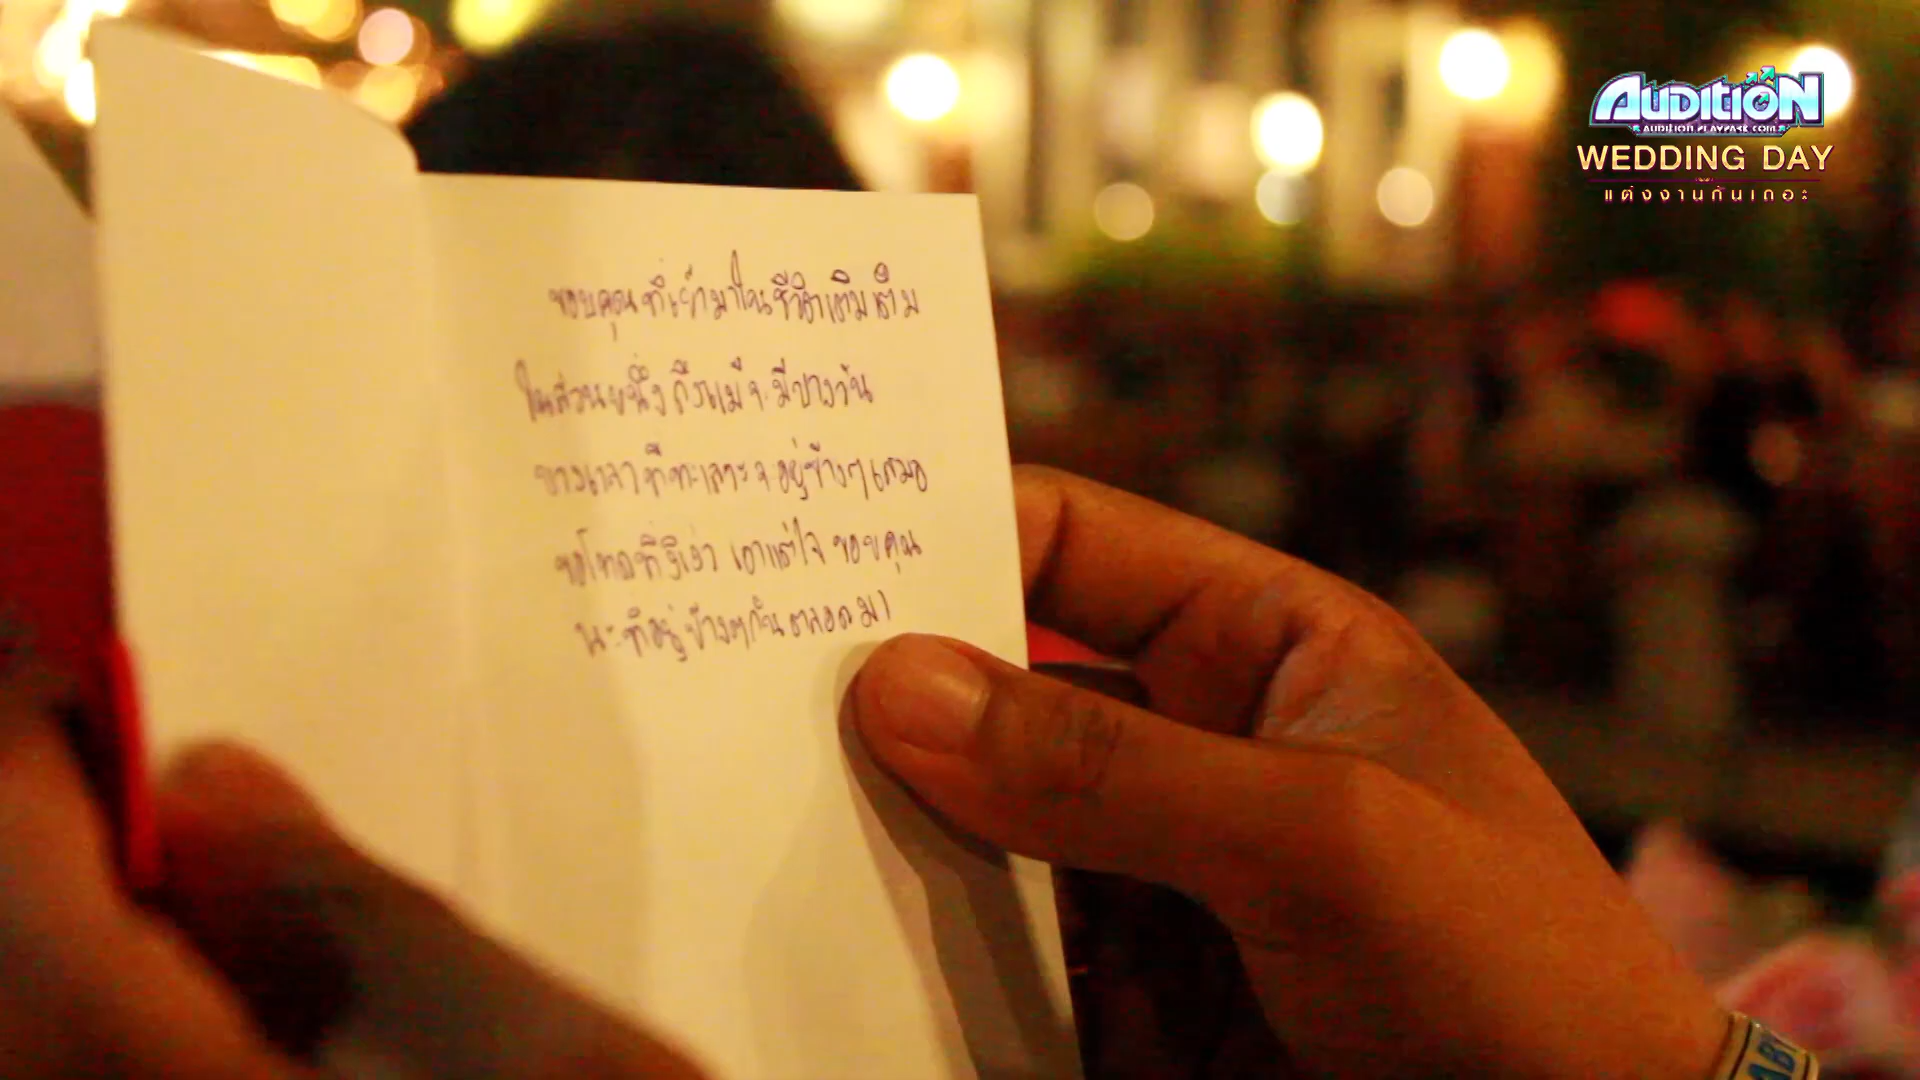 AUDITION
AUDITION.PLAYPARK.COM
WEDDING DAY
แต่งงานกันเถอะ
ขอบคุณที่เข้ามาในชีวิตเติมเต็ม
ในส่วนหนึ่ง ถึงแม้จะมีบางวัน
บางเวลาที่ทะเลาะจะอยู่ข้างๆเสมอ
ขอโทษที่ เอาแต่ใจ ขอบคุณ
นะที่อยู่ข้างๆกันตลอดมา